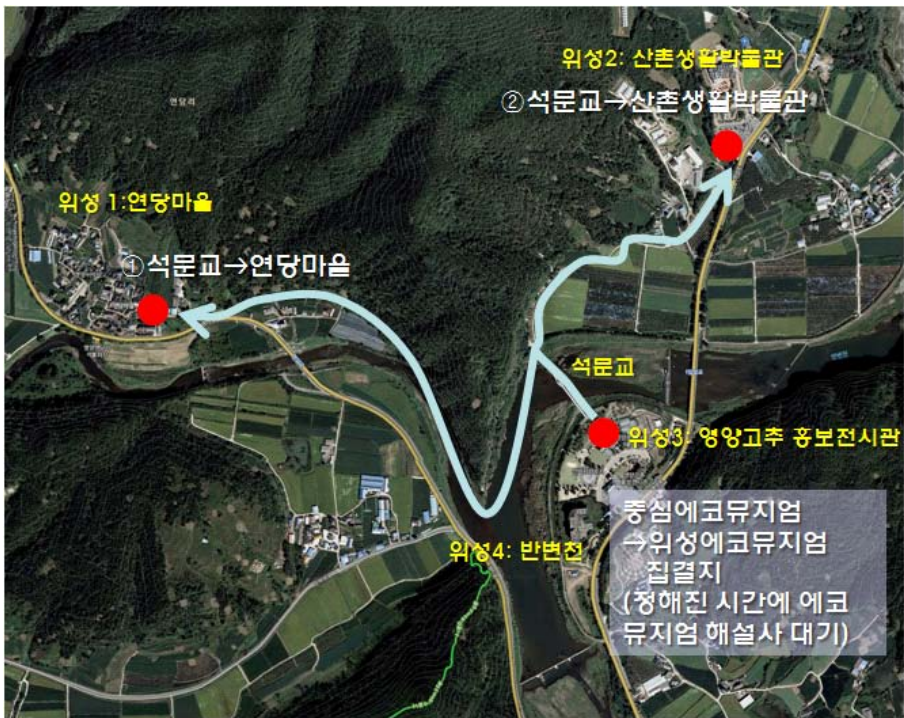 위성2: 산촌생활박물관
②석문교→산촌생활박물관
연당리
위성 1:연당마을
①석문교→연당마을
석문교
위성3: 영양고추 홍보전시관
위성4: 반변천
중심에코뮤지엄
→위성에코뮤지엄
집결지
(정해진 시간에 에코
뮤지엄 해설사 대기)